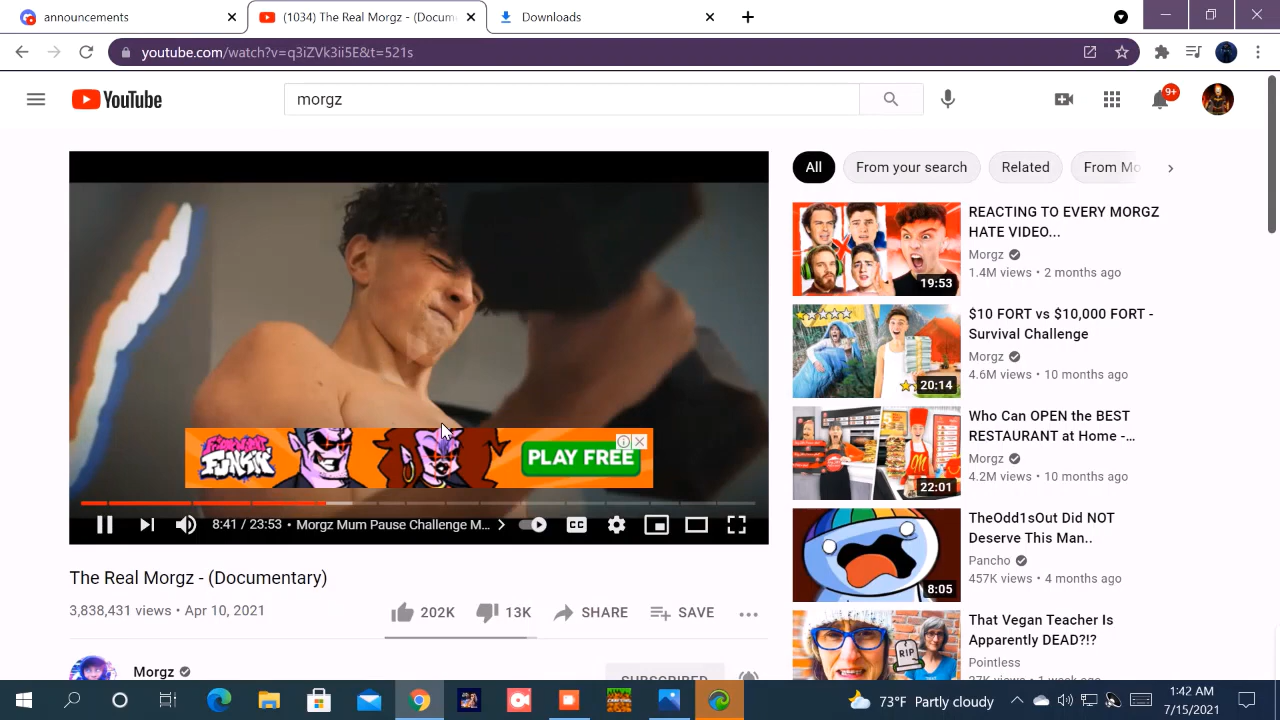 announcements
(1034) The Real Morgz - (Docum
Downloads
youtube.com/watch?v=q3iZVk3ii5E&t=521s
YouTube
morgz
9+
All
From your search
Related
From Mo
REACTING TO EVERY MORGZ
HATE VIDEO...
Morgz
1.4M views • 2 months ago
19:53
$10 FORT vs $10,000 FORT -
Survival Challenge
Morgz
4.6M views • 10 months ago
20:14
Who Can OPEN the BEST
RESTAURANT at Home -...
Morgz
4.2M views • 10 months ago
22:01
TheOdd1sOut Did NOT
Deserve This Man..
Pancho
457K views • 4 months ago
8:05
That Vegan Teacher Is
Apparently DEAD?!?
Pointless
RIP
FRIDAY NIGHT
FUNKIN
PLAY FREE
8:41 / 23:53 • Morgz Mum Pause Challenge M...
CC
The Real Morgz - (Documentary)
3,838,431 views • Apr 10, 2021
202K
13K
SHARE
SAVE
Morgz
SUBSCRIBED
73°F Partly cloudy
1:42 AM
7/15/2021